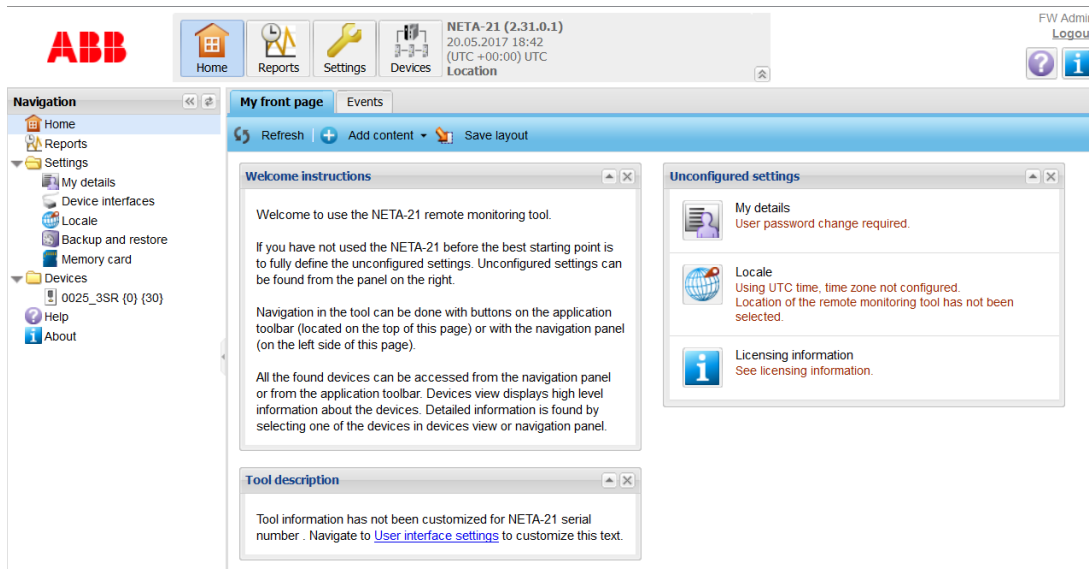 ABB
Home
Reports
Settings
Devices
NETA-21 (2.31.0.1)
20.05.2017 18:42
(UTC +00:00) UTC
Location
FW Admi
Logou
Navigation
Home
Reports
Settings
My details
Device interfaces
Locale
Backup and restore
Memory card
Devices
0025_3SR {0} {30}
Help
About
My front page
Events
Refresh
Add content
Save layout
Welcome instructions
Welcome to use the NETA-21 remote monitoring tool.
If you have not used the NETA-21 before the best starting point is
to fully define the unconfigured settings. Unconfigured settings can
be found from the panel on the right.
Navigation in the tool can be done with buttons on the application
toolbar (located on the top of this page) or with the navigation panel
(on the left side of this page).
All the found devices can be accessed from the navigation panel
or from the application toolbar. Devices view displays high level
information about the devices. Detailed information is found by
selecting one of the devices in devices view or navigation panel.
Tool description
Tool information has not been customized for NETA-21 serial
number . Navigate to User interface settings to customize this text.
Unconfigured settings
My details
User password change required.
Locale
Using UTC time, time zone not configured.
Location of the remote monitoring tool has not been
selected.
Licensing information
See licensing information.